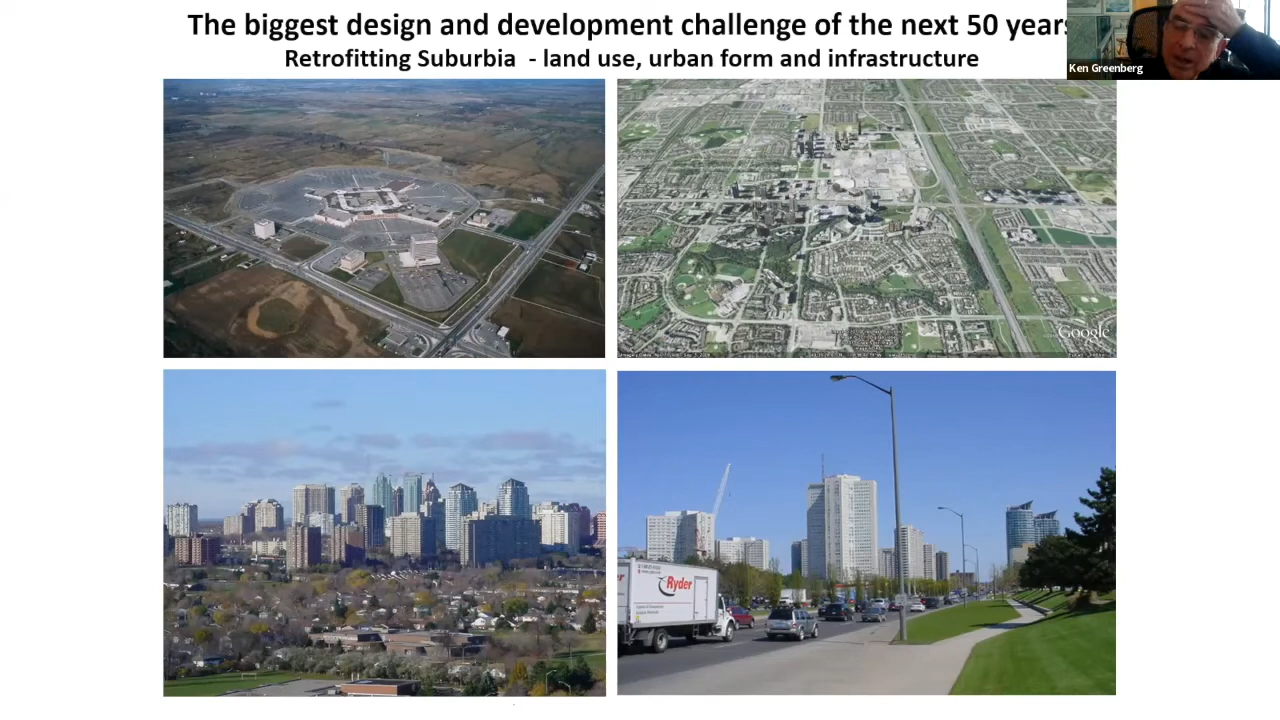 The biggest design and development challenge of the next 50 years
Retrofitting Suburbia - land use, urban form and infrastructure
Ken Greenberg
Google
Ryder